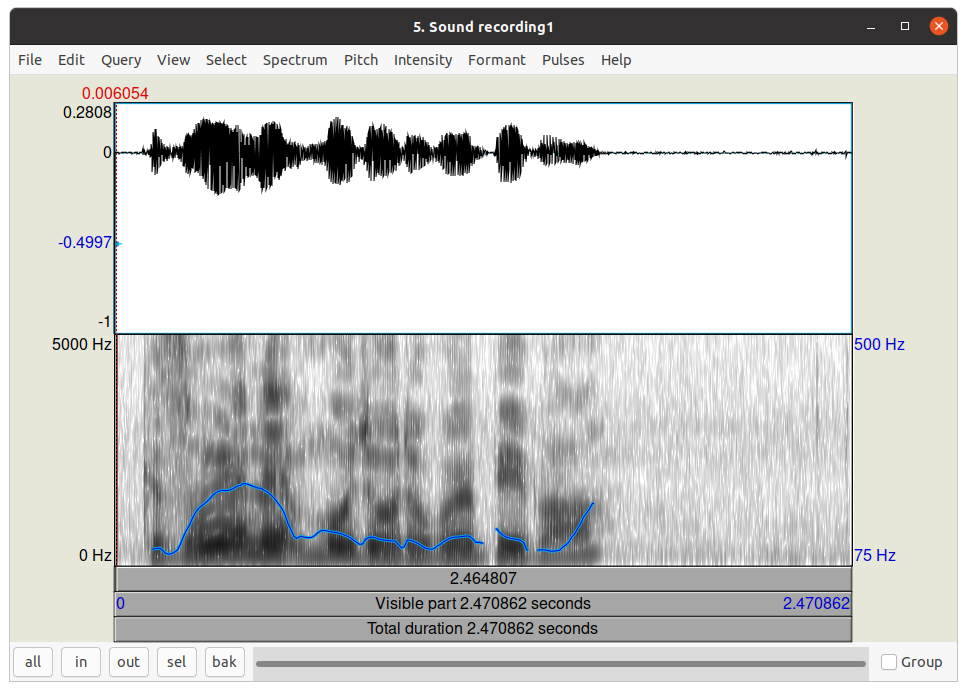 5. Sound recording1
File Edit Query View Select Spectrum Pitch Intensity Formant Pulses Help
0.006054
0.2808
0
-0.4997
-1
5000 Hz 500 Hz
0 Hz 75 Hz
2.464807
0 Visible part 2.470862 seconds 2.470862
Total duration 2.470862 seconds
all in out sel bak Group